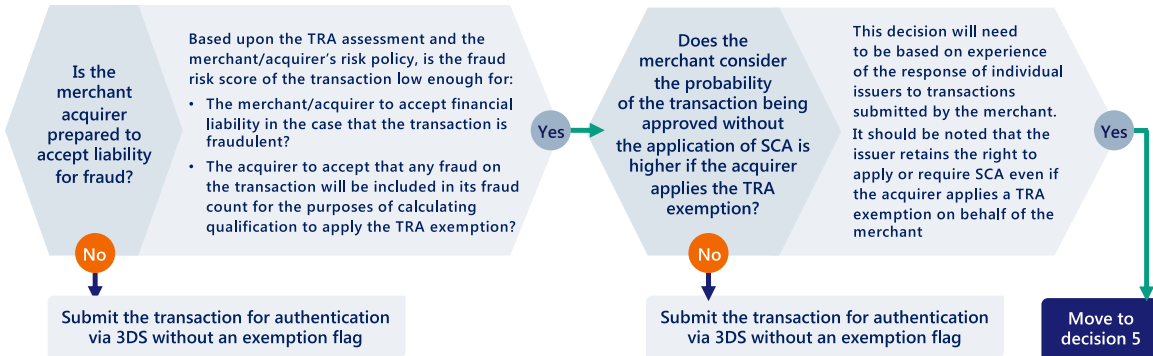 Is the
merchant
acquirer
prepared to
accept liability
for fraud?
Based upon the TRA assessment and the
merchant/acquirer's risk policy, is the fraud
risk score of the transaction low enough for:
• The merchant/acquirer to accept financial
liability in the case that the transaction is
fraudulent?
• The acquirer to accept that any fraud on
the transaction will be included in its fraud
count for the purposes of calculating
qualification to apply the TRA exemption?
Yes
No
Submit the transaction for authentication
via 3DS without an exemption flag
Does the
merchant consider
the probability
of the transaction being
approved without
the application of SCA is
higher if the acquirer
applies the TRA
exemption?
This decision will need
to be based on experience
of the response of individual
issuers to transactions
submitted by the merchant.
It should be noted that the
issuer retains the right to
apply or require SCA even if
the acquirer applies a TRA
exemption on behalf of the
merchant
Yes
No
Submit the transaction for authentication
via 3DS without an exemption flag
Move to
decision 5